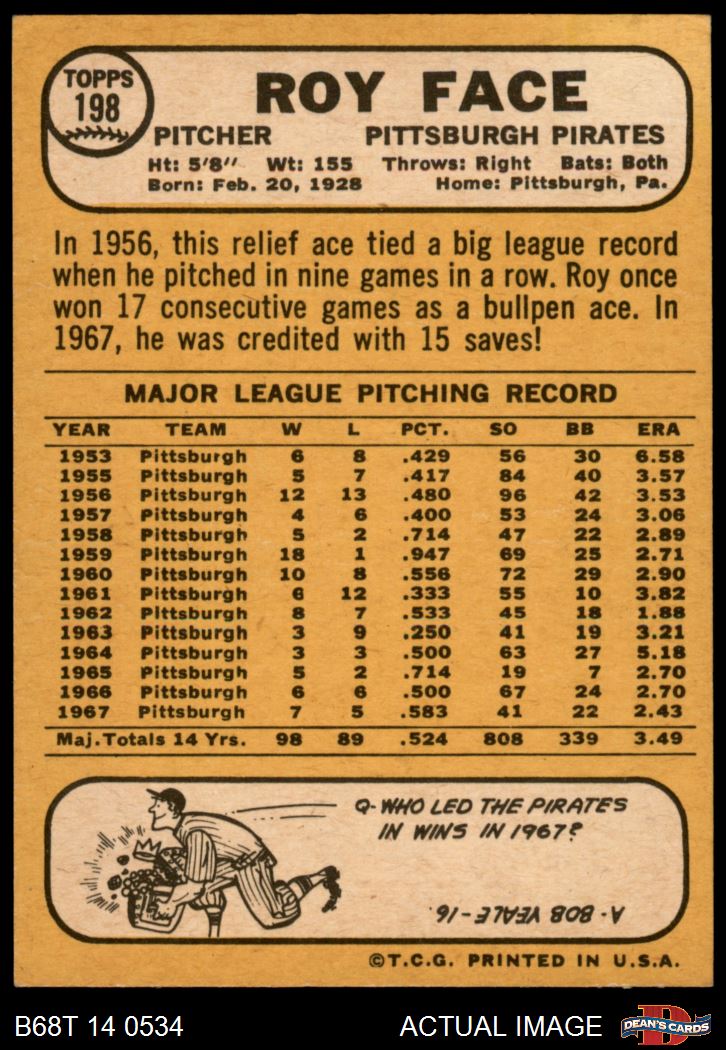 TOPPS
198
ROY FACE
PITCHER PITTSBURGH PIRATES
Ht: 5'8" Wt: 155 Throws: Right Bats: Both
Born: Feb. 20, 1928 Home: Pittsburgh, Pa.
In 1956, this relief ace tied a big league record
when he pitched in nine games in a row. Roy once
won 17 consecutive games as a bullpen ace. In
1967, he was credited with 15 saves!
MAJOR LEAGUE PITCHING RECORD
YEAR TEAM W L PCT. SO BB ERA
1953 Pittsburgh 6 8 .429 56 30 6.58
1955 Pittsburgh 5 7 .417 84 40 3.57
1956 Pittsburgh 12 13 .480 96 42 3.53
1957 Pittsburgh 4 6 .400 53 24 3.06
1958 Pittsburgh 5 2 .714 47 22 2.89
1959 Pittsburgh 18 1 .947 69 25 2.71
1960 Pittsburgh 10 8 .556 72 29 2.90
1961 Pittsburgh 6 12 .333 55 10 3.82
1962 Pittsburgh 8 7 .533 45 18 1.88
1963 Pittsburgh 3 9 .250 41 19 3.21
1964 Pittsburgh 3 3 .500 63 27 5.18
1965 Pittsburgh 5 2 .714 19 7 2.70
1966 Pittsburgh 6 6 .500 67 24 2.70
1967 Pittsburgh 7 5 .583 41 22 2.43
Maj. Totals 14 Yrs. 98 89 .524 808 339 3.49
Q-WHO LED THE PIRATES
IN WINS IN 1967?
A-BOB VEALE-16
©T.C.G. PRINTED IN U.S.A.
B68T 14 0534 ACTUAL IMAGE
D
DEAN'S CARDS